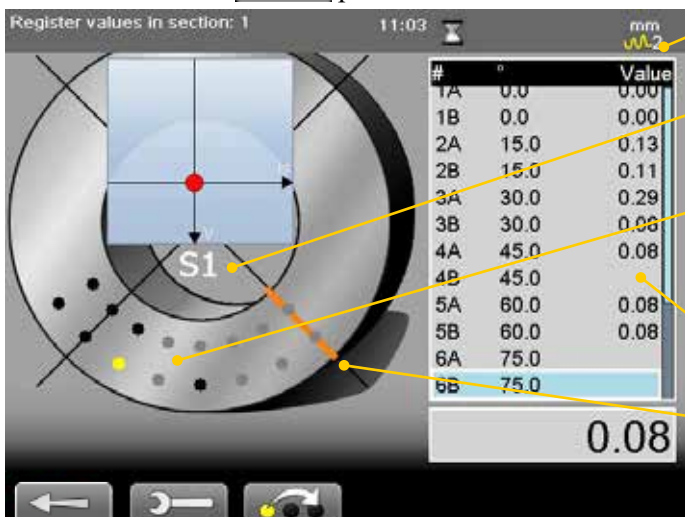 Register values in section: 1 11:03 mm
2
# ° Value
1A 0.0 0.00
1B 0.0 0.00
2A 15.0 0.13
2B 15.0 0.11
3A 30.0 0.29
3B 30.0 0.08
4A 45.0 0.08
4B 45.0
5A 60.0 0.08
5B 60.0 0.08
6A 75.0
6B 75.0
S1
0.08